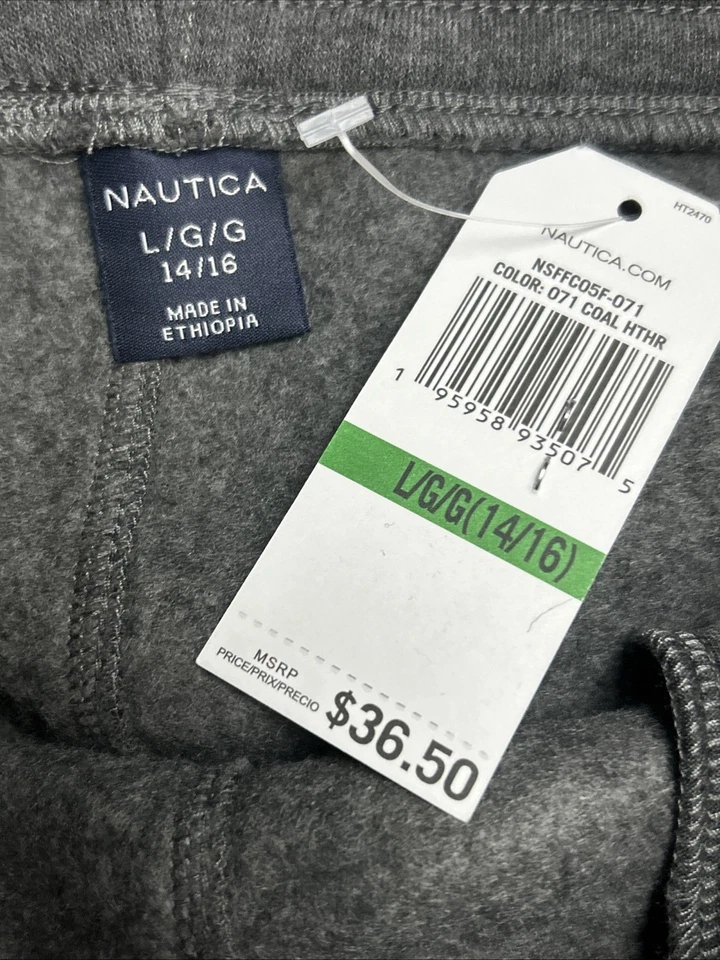 NAUTICA
L/G/G
14/16
MADE IN
ETHIOPIA
HT2470
NAUTICA.COM
NSFFC05F-071
COLOR: 071 COAL HTHR
1 95958 93507 5
L/G/G(14/16)
MSRP
PRICE/PRIX/PRECIO
$36.50